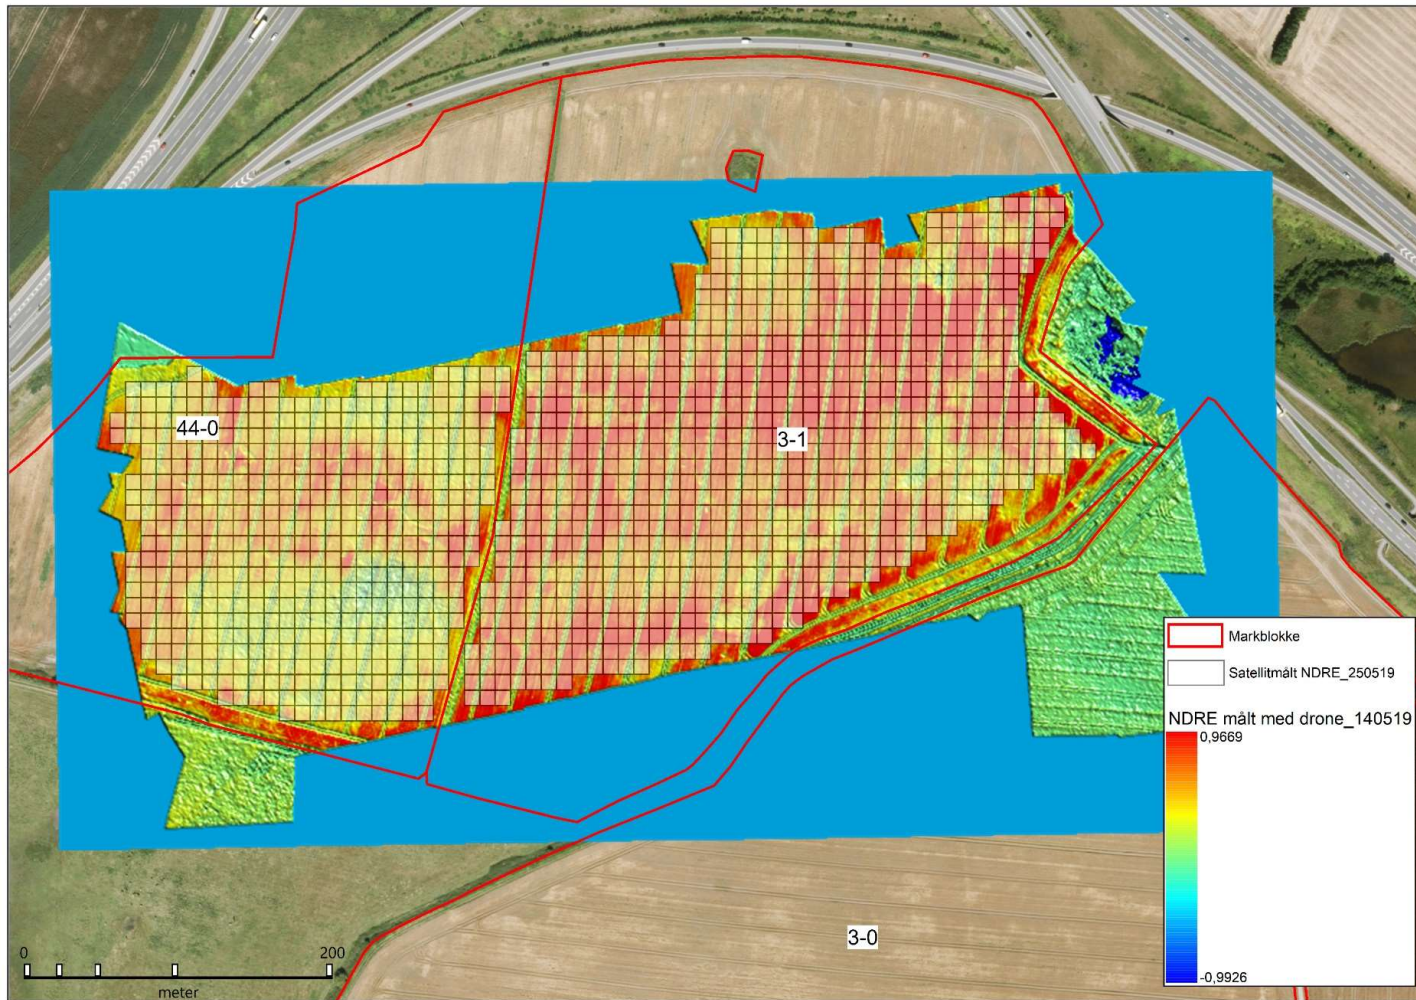 44-0
3-1
3-0
0 200
meter
Markblokke
Satellitmålt NDRE_250519
NDRE målt med drone_140519
0,9669
-0,9926